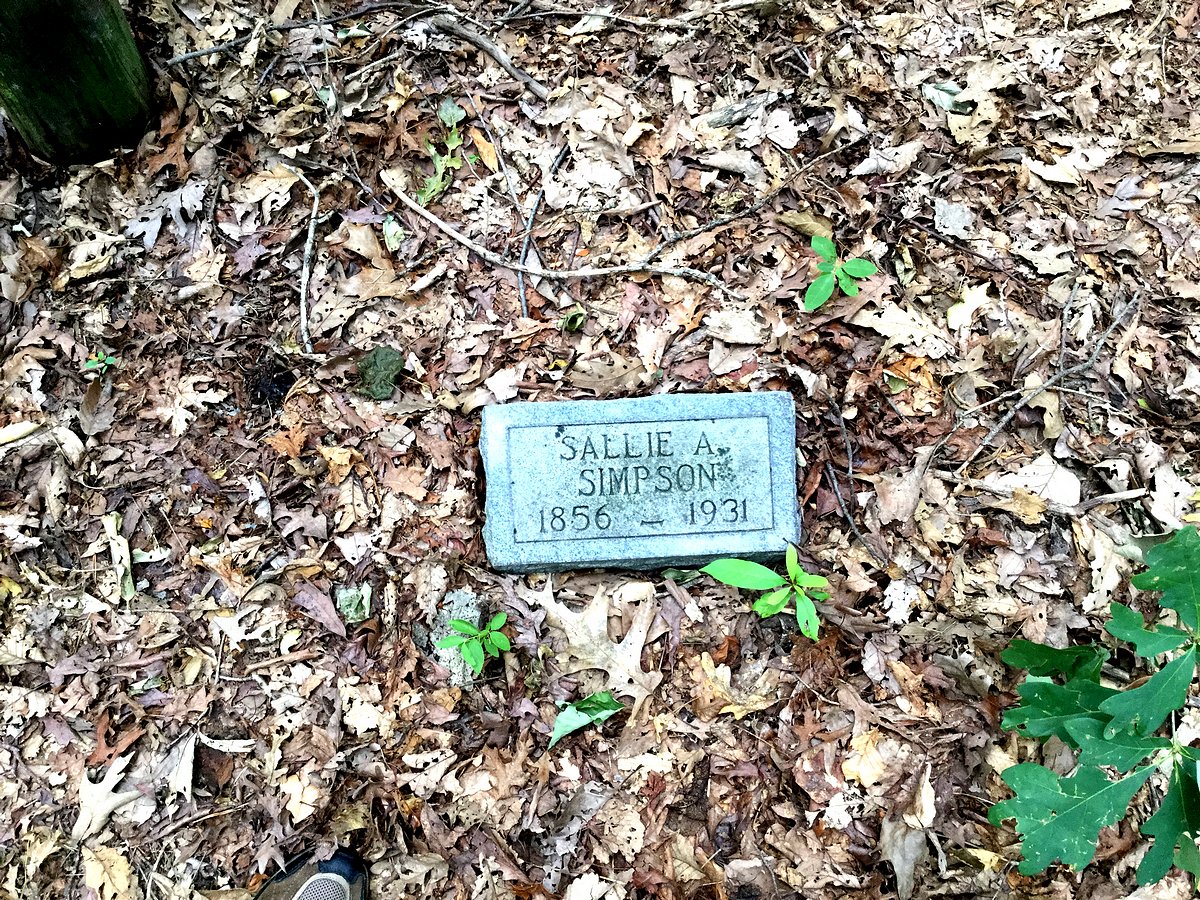 SALLIE A.
SIMPSON
1856 — 1931